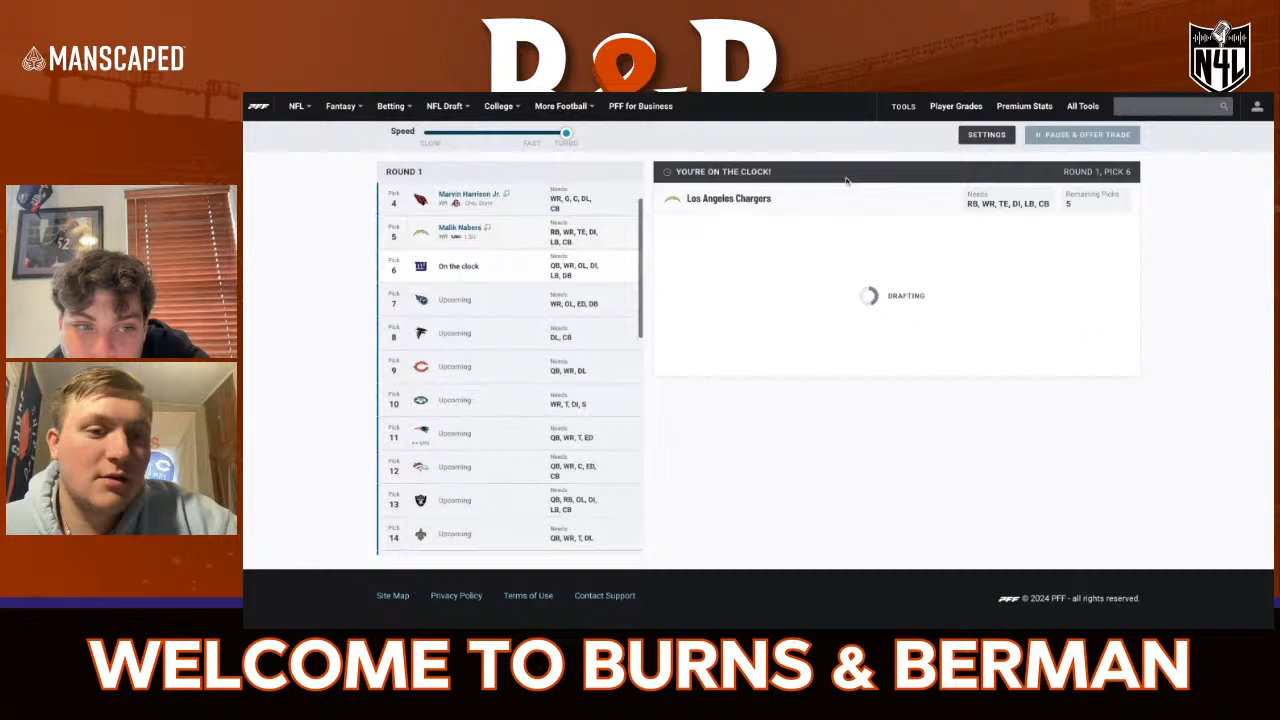 MANSCAPED
B&B
N4L
PFF NFL Fantasy Betting NFL Draft College More Football PFF for Business TOOLS Player Grades Premium Stats All Tools
Speed
SLOW FAST TURBO
SETTINGS
PAUSE & OFFER TRADE
ROUND 1
Pick 4 Marvin Harrison Jr. WR Ohio State Needs WR, G, C, DL, CB
Pick 5 Malik Nabers WR LSU Needs RB, WR, TE, DI, LB, CB
Pick 6 On the clock Needs QB, WR, OL, DI, LB, DB
Pick 7 Upcoming Needs WR, OL, ED, DB
Pick 8 Upcoming Needs DL, CB
Pick 9 Upcoming Needs QB, WR, DL
Pick 10 Upcoming Needs WR, T, DI, S
Pick 11 Upcoming Needs QB, WR, T, ED
Pick 12 Upcoming Needs QB, WR, C, ED, CB
Pick 13 Upcoming Needs QB, RB, OL, DI, LB, CB
Pick 14 Upcoming Needs QB, WR, T, DL
YOU'RE ON THE CLOCK! ROUND 1, PICK 6
Los Angeles Chargers Needs RB, WR, TE, DI, LB, CB Remaining Picks 5
DRAFTING
Site Map Privacy Policy Terms of Use Contact Support
PFF © 2024 PFF - all rights reserved.
WELCOME TO BURNS & BERMAN